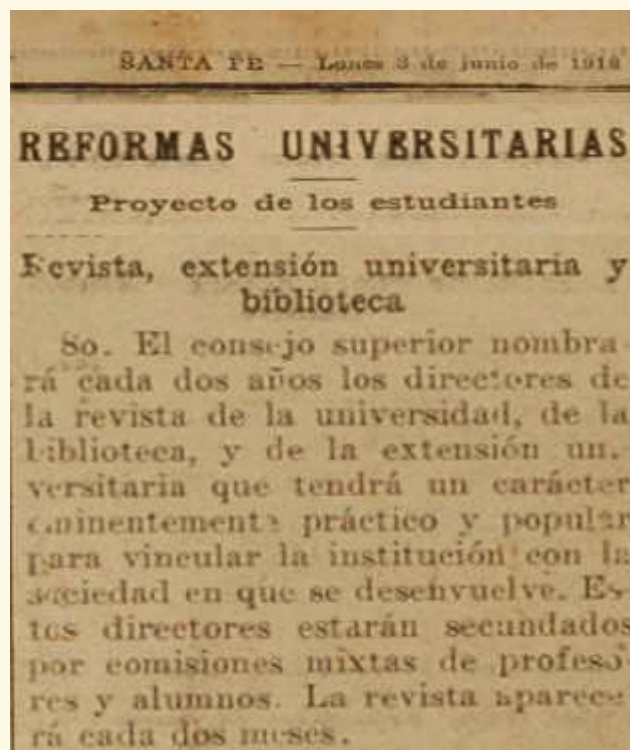 SANTA FE — Lunes 3 de junio de 1918
REFORMAS UNIVERSITARIAS
Proyecto de los estudiantes
Revista, extensión universitaria y
biblioteca
8o. El consejo superior nombra-
rá cada dos años los directores de
la revista de la universidad, de la
biblioteca, y de la extensión uni-
versitaria que tendrá un carácter
eminentemente práctico y popular
para vincular la institución con la
sociedad en que se desenvuelve. Es-
tos directores estarán secundados
por comisiones mixtas de profeso-
res y alumnos. La revista aparece-
rá cada dos meses.